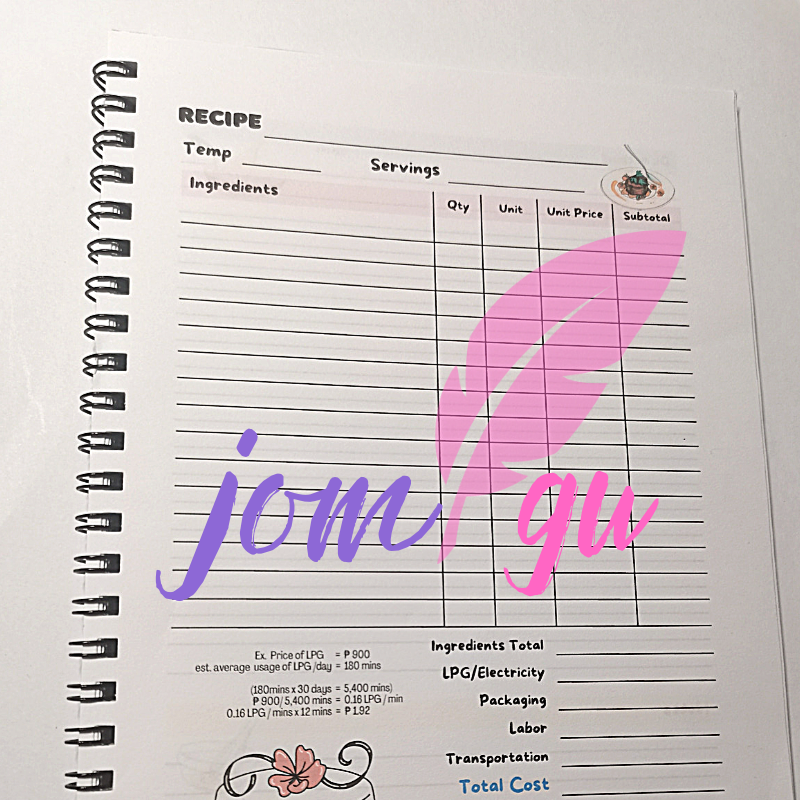 RECIPE
Temp Servings
Ingredients Qty Unit Unit Price Subtotal
jom gu
Ingredients Total
Ex. Price of LPG = ₱ 900
est. average usage of LPG /day = 180 mins
LPG/Electricity
(180mins x 30 days = 5,400 mins)
₱ 900/ 5,400 mins = 0.16 LPG / min
0.16 LPG / mins x 12 mins = ₱ 1.92
Packaging
Labor
Transportation
Total Cost